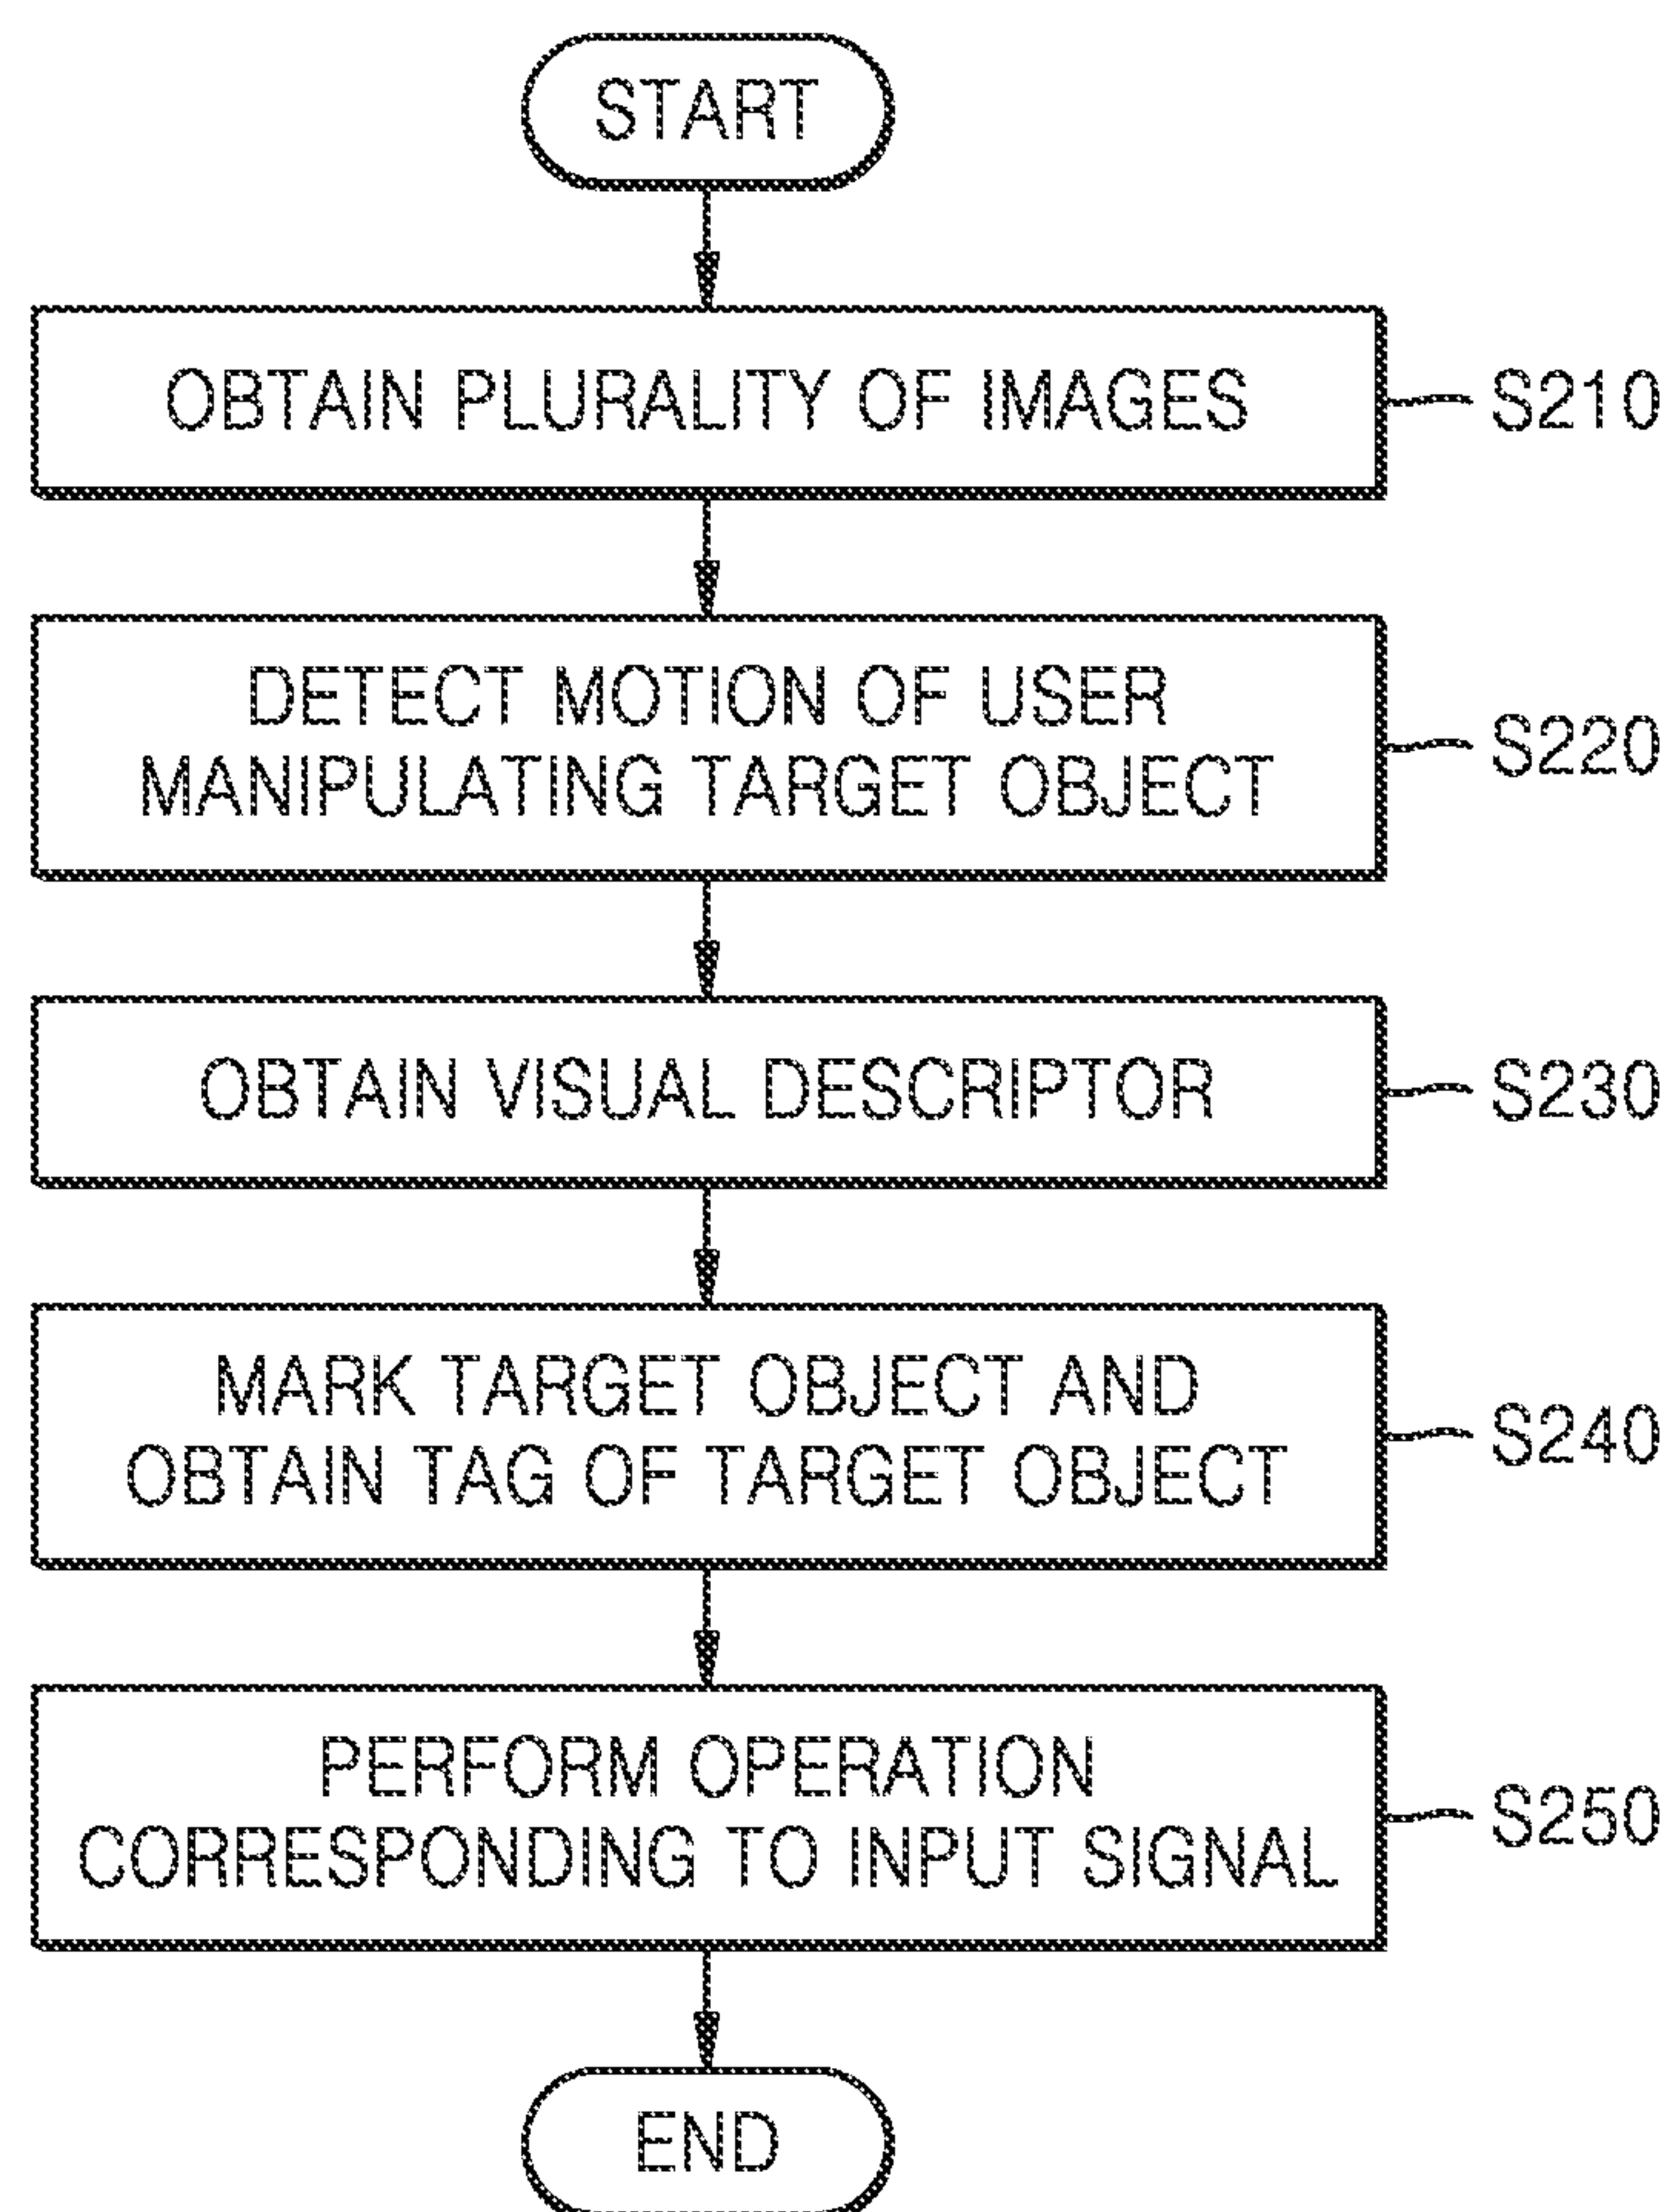 START
OBTAIN PLURALITY OF IMAGES
S210
DETECT MOTION OF USER
MANIPULATING TARGET OBJECT
S220
OBTAIN VISUAL DESCRIPTOR
S230
MARK TARGET OBJECT AND
OBTAIN TAG OF TARGET OBJECT
S240
PERFORM OPERATION
CORRESPONDING TO INPUT SIGNAL
S250
END